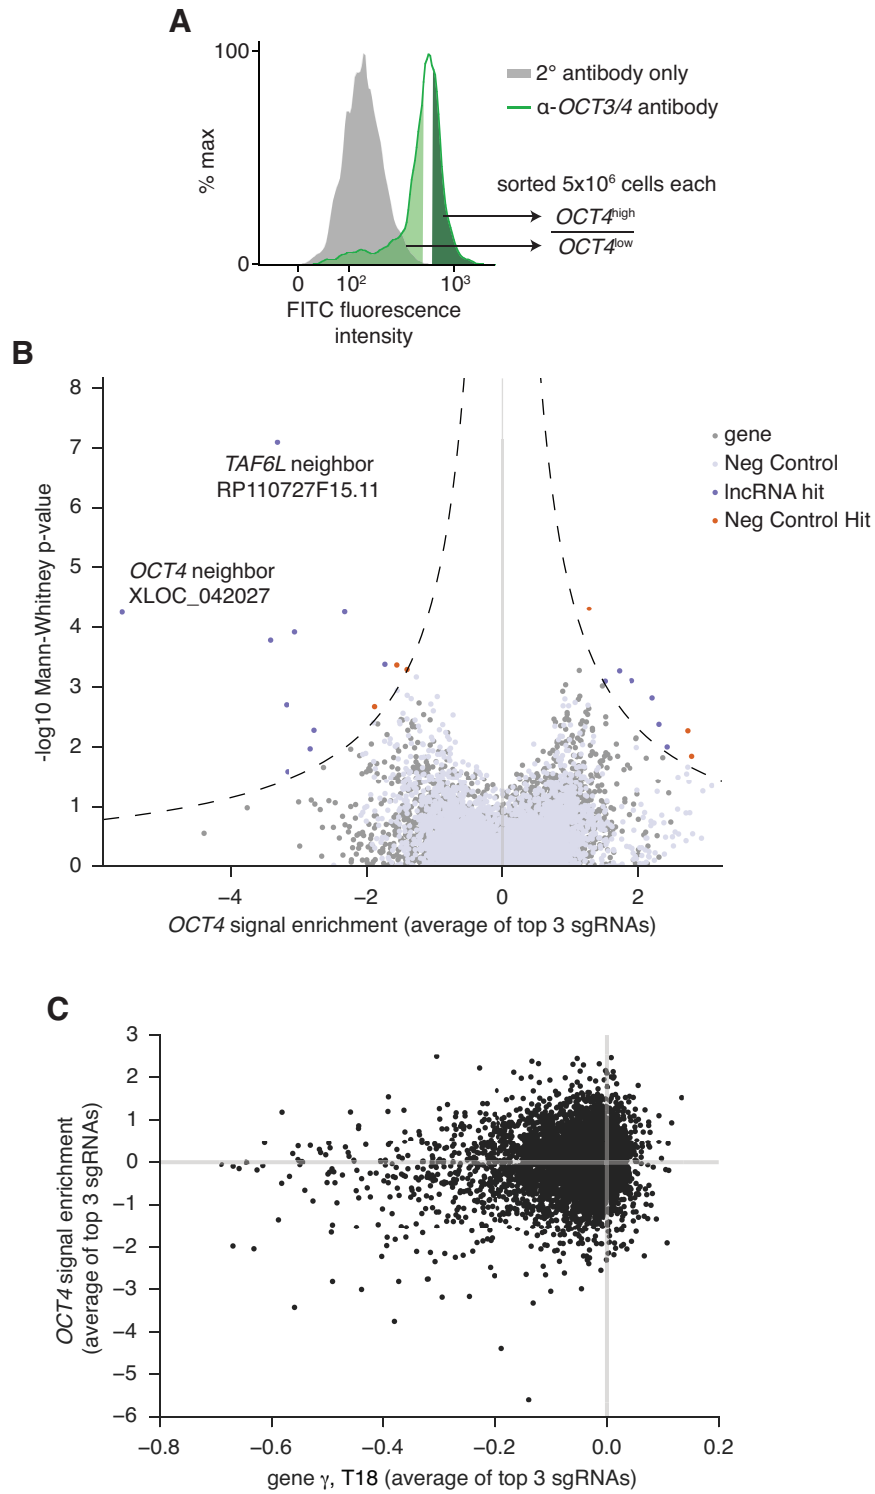 A
100
0
% max
0
10²
10³
FITC fluorescence
intensity
2° antibody only
α-OCT3/4 antibody
sorted 5x10⁶ cells each
OCT4ʰⁱᵍʰ
OCT4ˡᵒʷ
B
8
7
6
5
4
3
2
1
0
-log10 Mann-Whitney p-value
TAF6L neighbor
RP110727F15.11
OCT4 neighbor
XLOC_042027
gene
Neg Control
lncRNA hit
Neg Control Hit
−4
−2
0
2
OCT4 signal enrichment (average of top 3 sgRNAs)
C
3
2
1
0
−1
−2
−3
−4
−5
−6
OCT4 signal enrichment
(average of top 3 sgRNAs)
−0.8
−0.6
−0.4
−0.2
0.0
0.2
gene γ, T18 (average of top 3 sgRNAs)